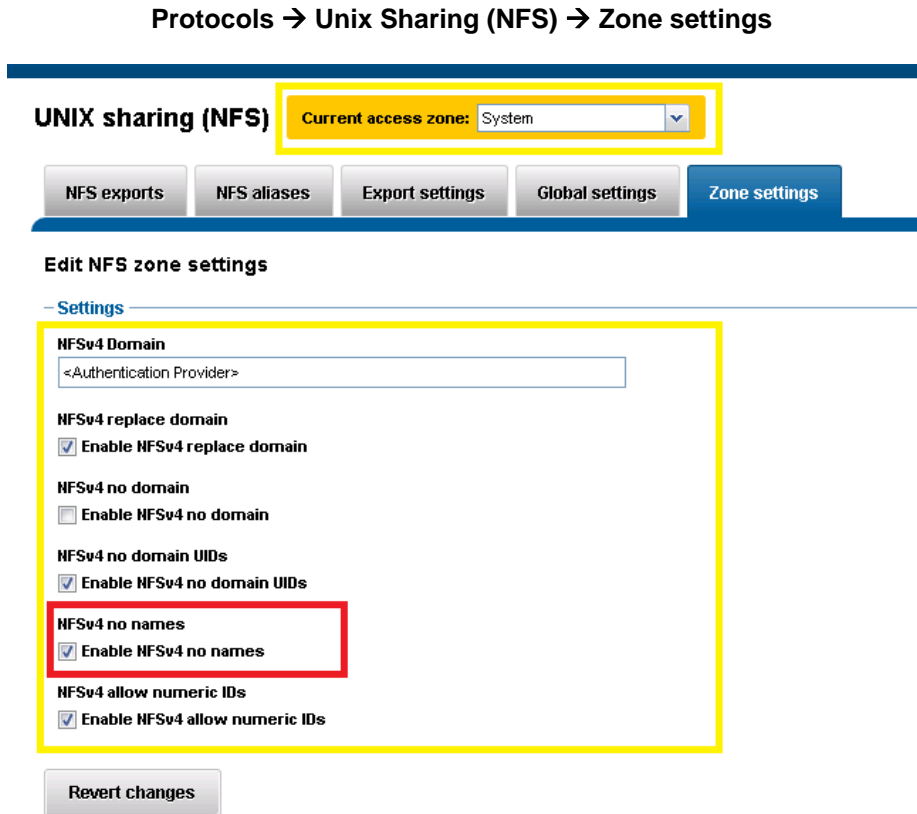 Protocols → Unix Sharing (NFS) → Zone settings
UNIX sharing (NFS) Current access zone: System
NFS exports NFS aliases Export settings Global settings Zone settings
Edit NFS zone settings
Settings
NFSv4 Domain
<Authentication Provider>
NFSv4 replace domain
Enable NFSv4 replace domain
NFSv4 no domain
Enable NFSv4 no domain
NFSv4 no domain UIDs
Enable NFSv4 no domain UIDs
NFSv4 no names
Enable NFSv4 no names
NFSv4 allow numeric IDs
Enable NFSv4 allow numeric IDs
Revert changes